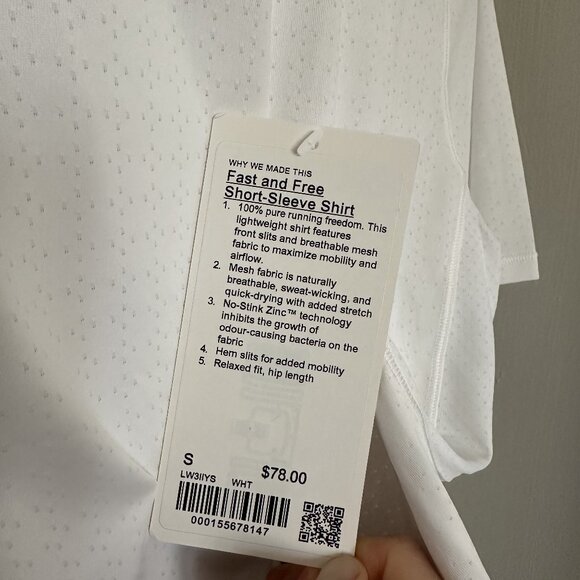 WHY WE MADE THIS
Fast and Free
Short-Sleeve Shirt
1. 100% pure running freedom. This
lightweight shirt features
front slits and breathable mesh
fabric to maximize mobility and
airflow.
2. Mesh fabric is naturally
breathable, sweat-wicking, and
quick-drying with added stretch
3. No-Stink Zinc™ technology
inhibits the growth of
odour-causing bacteria on the
fabric
4. Hem slits for added mobility
5. Relaxed fit, hip length
S
$78.00
LW3IIYS WHT
000155678147